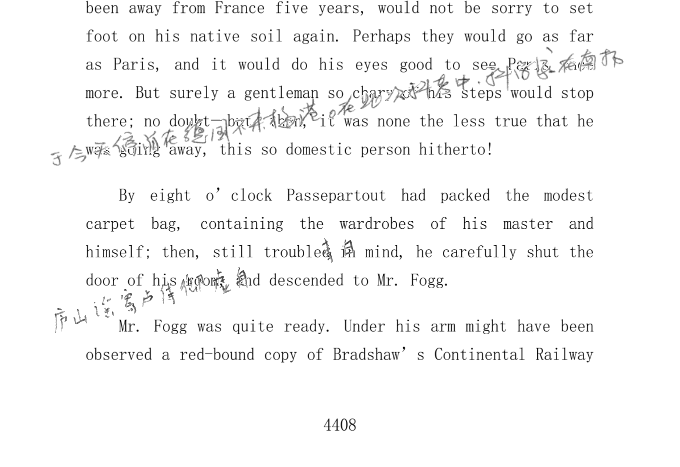 been away from France five years, would not be sorry to set
foot on his native soil again. Perhaps they would go as far
as Paris, and it would do his eyes good to see Paris once
more. But surely a gentleman so chary of his steps would stop
there; no doubt—but then, it was none the less true that he
was going away, this so domestic person hitherto!
By eight o’clock Passepartout had packed the modest
carpet bag, containing the wardrobes of his master and
himself; then, still troubled in mind, he carefully shut the
door of his room, and descended to Mr. Fogg.
Mr. Fogg was quite ready. Under his arm might have been
observed a red-bound copy of Bradshaw’s Continental Railway
4408